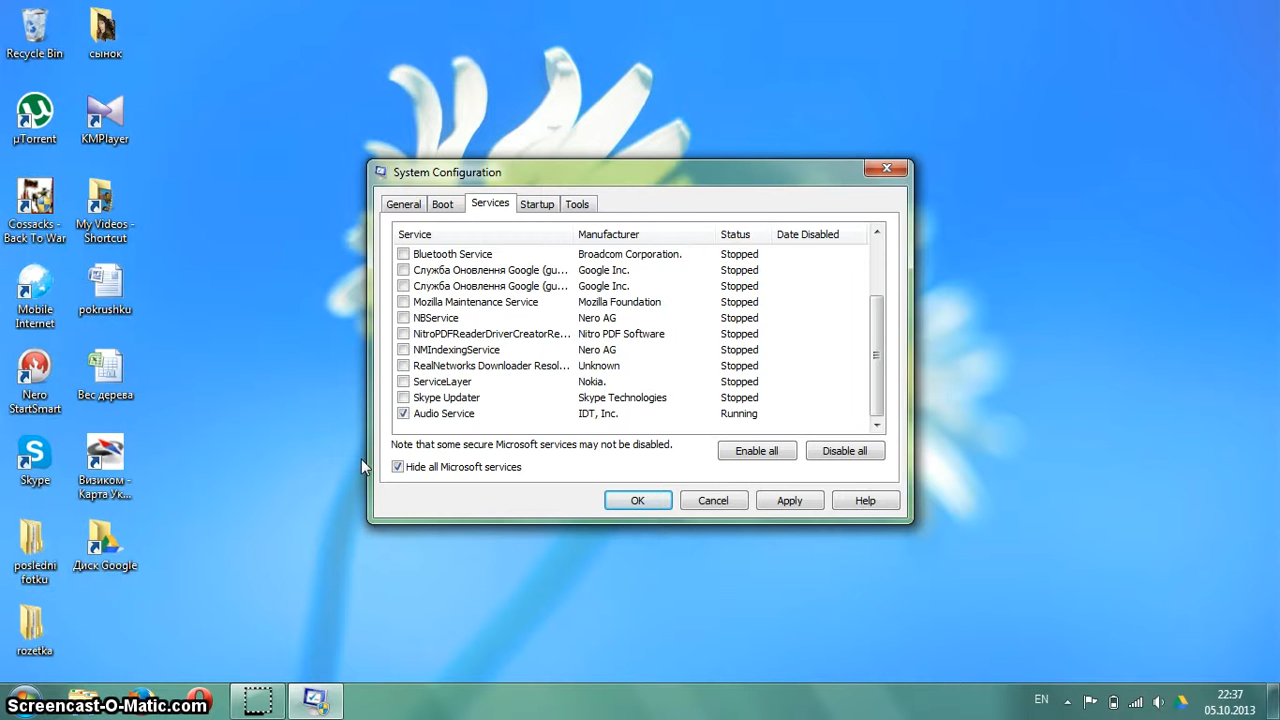 Recycle Bin
сынок
µTorrent
KMPlayer
Cossacks -
Back To War
My Videos -
Shortcut
Mobile
Internet
pokrushku
Nero
StartSmart
Вес дерева
Skype
Визиком -
Карта Ук...
posledni
fotku
Диск Google
rozetka
System Configuration
General
Boot
Services
Startup
Tools
Service Manufacturer Status Date Disabled
Bluetooth Service Broadcom Corporation. Stopped
Служба Оновлення Google (gu... Google Inc. Stopped
Служба Оновлення Google (gu... Google Inc. Stopped
Mozilla Maintenance Service Mozilla Foundation Stopped
NBService Nero AG Stopped
NitroPDFReaderDriverCreatorRe... Nitro PDF Software Stopped
NMIndexingService Nero AG Stopped
RealNetworks Downloader Resol... Unknown Stopped
ServiceLayer Nokia. Stopped
Skype Updater Skype Technologies Stopped
Audio Service IDT, Inc. Running
Note that some secure Microsoft services may not be disabled.
Enable all
Disable all
Hide all Microsoft services
OK
Cancel
Apply
Help
Screencast-O-Matic.com
EN
22:37
05.10.2013